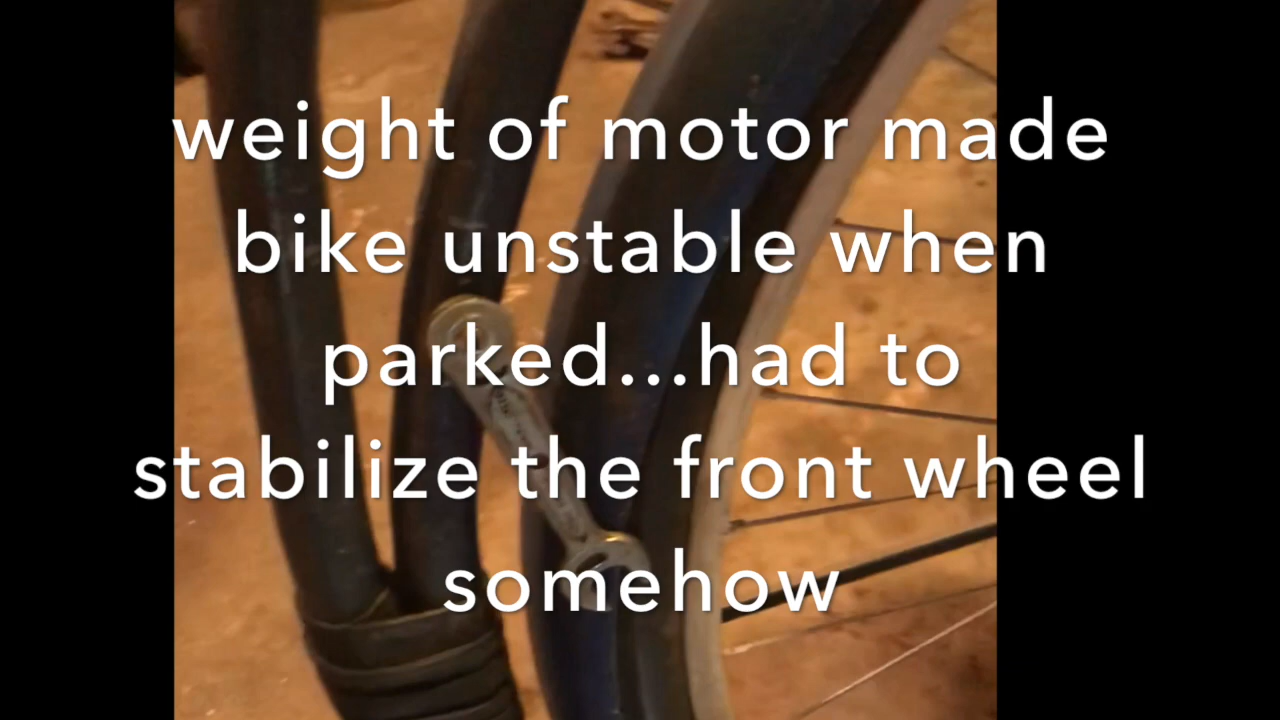 weight of motor made
bike unstable when
parked...had to
stabilize the front wheel
somehow